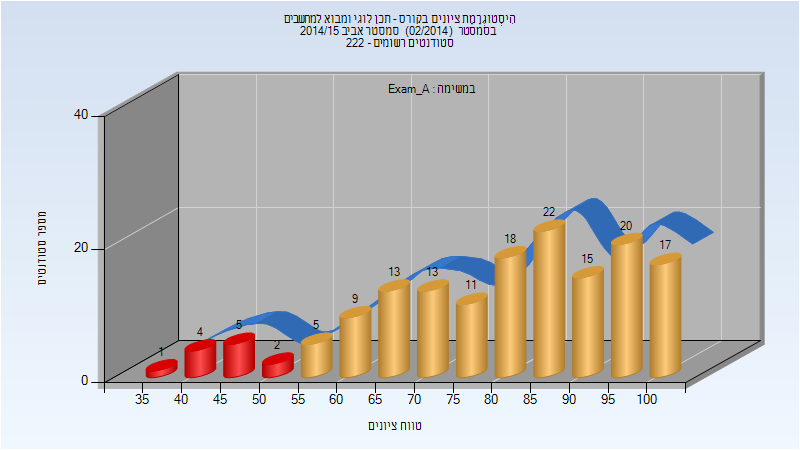 היסטוגרמת ציונים בקורס - תכן לוגי ומבוא למחשבים
בסמסטר (02/2014) סמסטר אביב 2014/15
סטודנטים רשומים - 222
במשימה : Exam_A
מספר סטודנטים
40
20
0
1
4
5
2
5
9
13
13
11
18
22
15
20
17
35 40 45 50 55 60 65 70 75 80 85 90 95 100
טווח ציונים